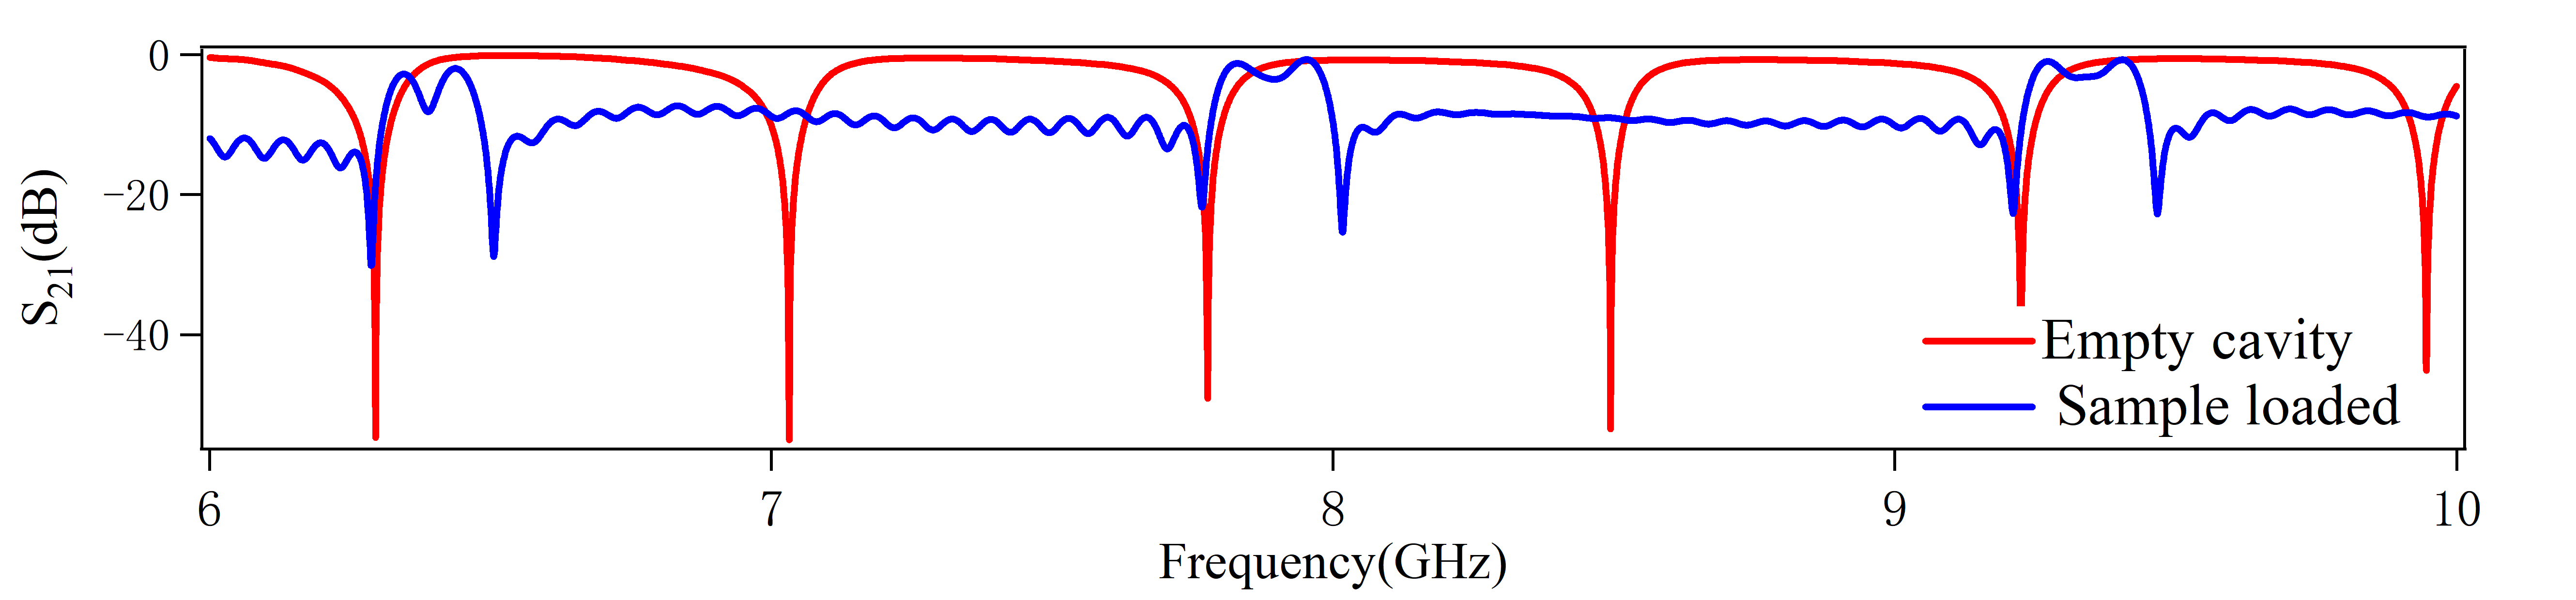 0
−20
−40
S21(dB)
Empty cavity
Sample loaded
6 7 8 9 10
Frequency(GHz)